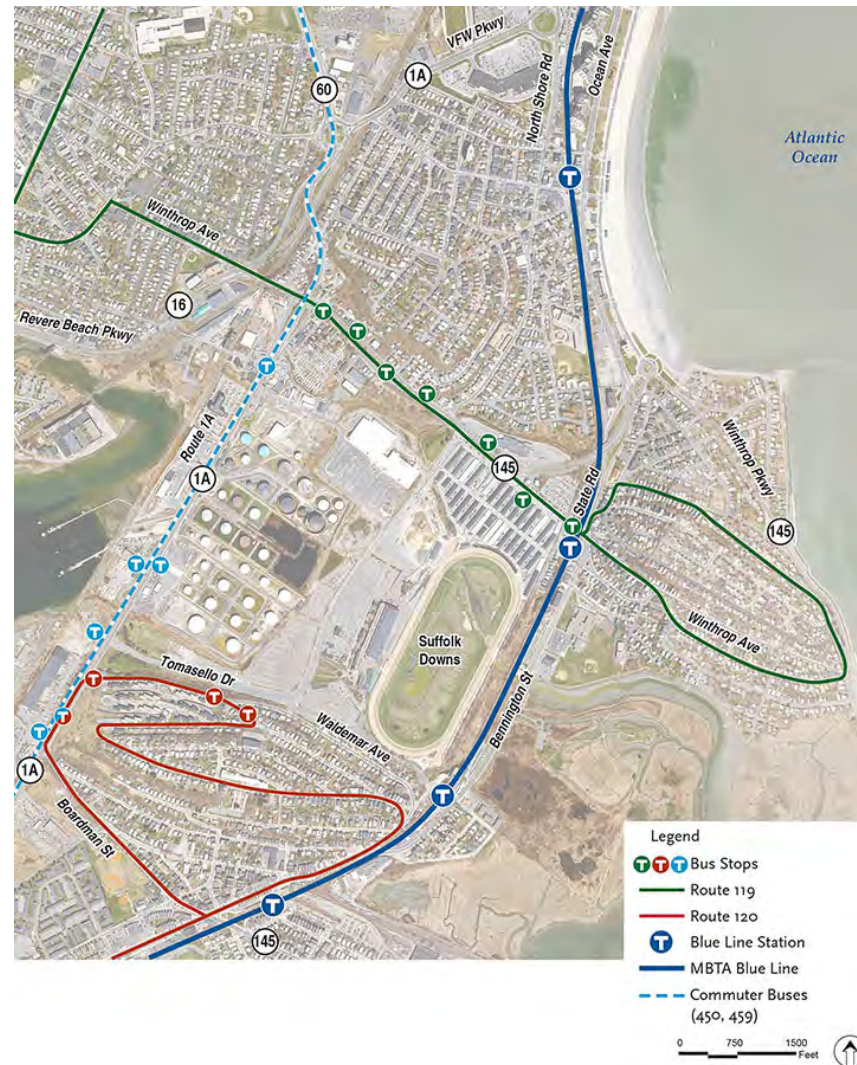 VFW Pkwy
1A
60
North Shore Rd
Ocean Ave
Atlantic
Ocean
T
Winthrop Ave
16
Revere Beach Pkwy
T
T
T
T
T
Route 1A
1A
T
145
T
State Rd
T
T
Winthrop Pkwy
145
T
T
T
Winthrop Ave
Suffolk
Downs
Tomasello Dr
T
T
T
T
T
T
Waldemar Ave
Bennington St
1A
T
Boardman St
T
145
Legend
T T T Bus Stops
Route 119
Route 120
T Blue Line Station
MBTA Blue Line
Commuter Buses
(450, 459)
0 750 1500
Feet